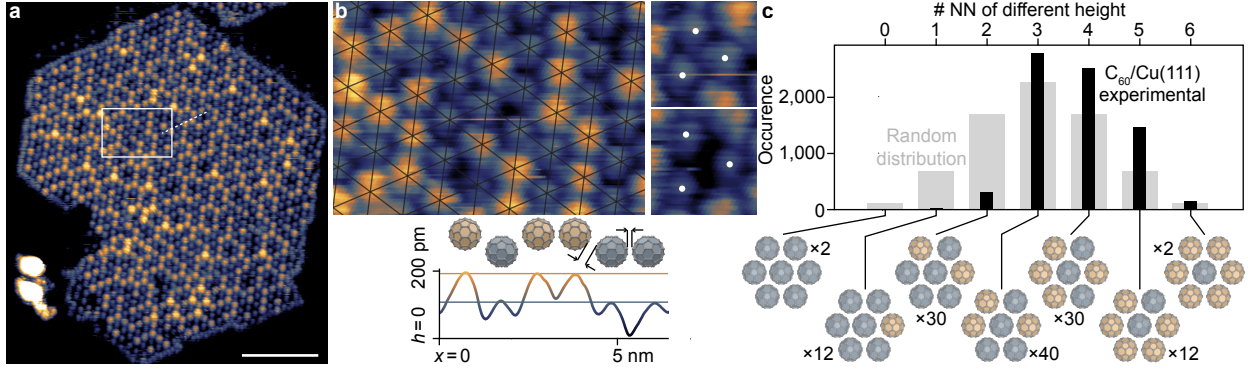 a
b
c
# NN of different height
0 1 2 3 4 5 6
Occurence
2,000
1,000
0
C60/Cu(111)
experimental
Random
distribution
200 pm
h = 0
x = 0
5 nm
×2
×12
×30
×40
×30
×12
×2